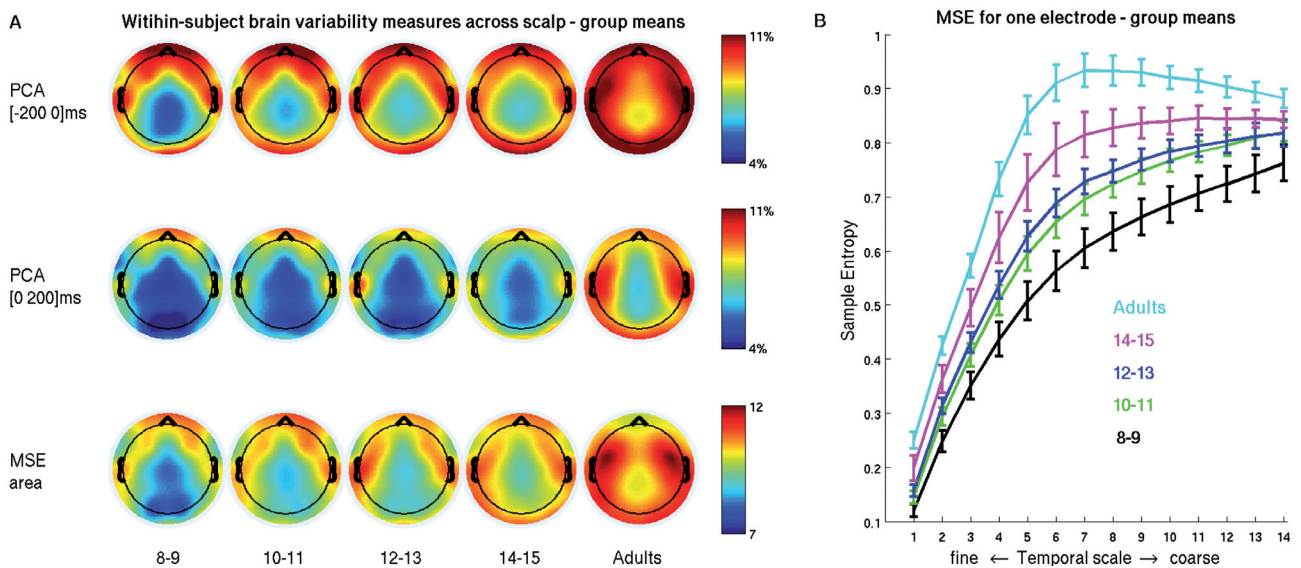 A
Witihin-subject brain variability measures across scalp - group means
PCA
[-200 0]ms
11%
4%
PCA
[0 200]ms
11%
4%
MSE
area
12
7
8-9 10-11 12-13 14-15 Adults
B
MSE for one electrode - group means
Sample Entropy
1
0.9
0.8
0.7
0.6
0.5
0.4
0.3
0.2
0.1
Adults
14-15
12-13
10-11
8-9
1 2 3 4 5 6 7 8 9 10 11 12 13 14
fine ← Temporal scale → coarse